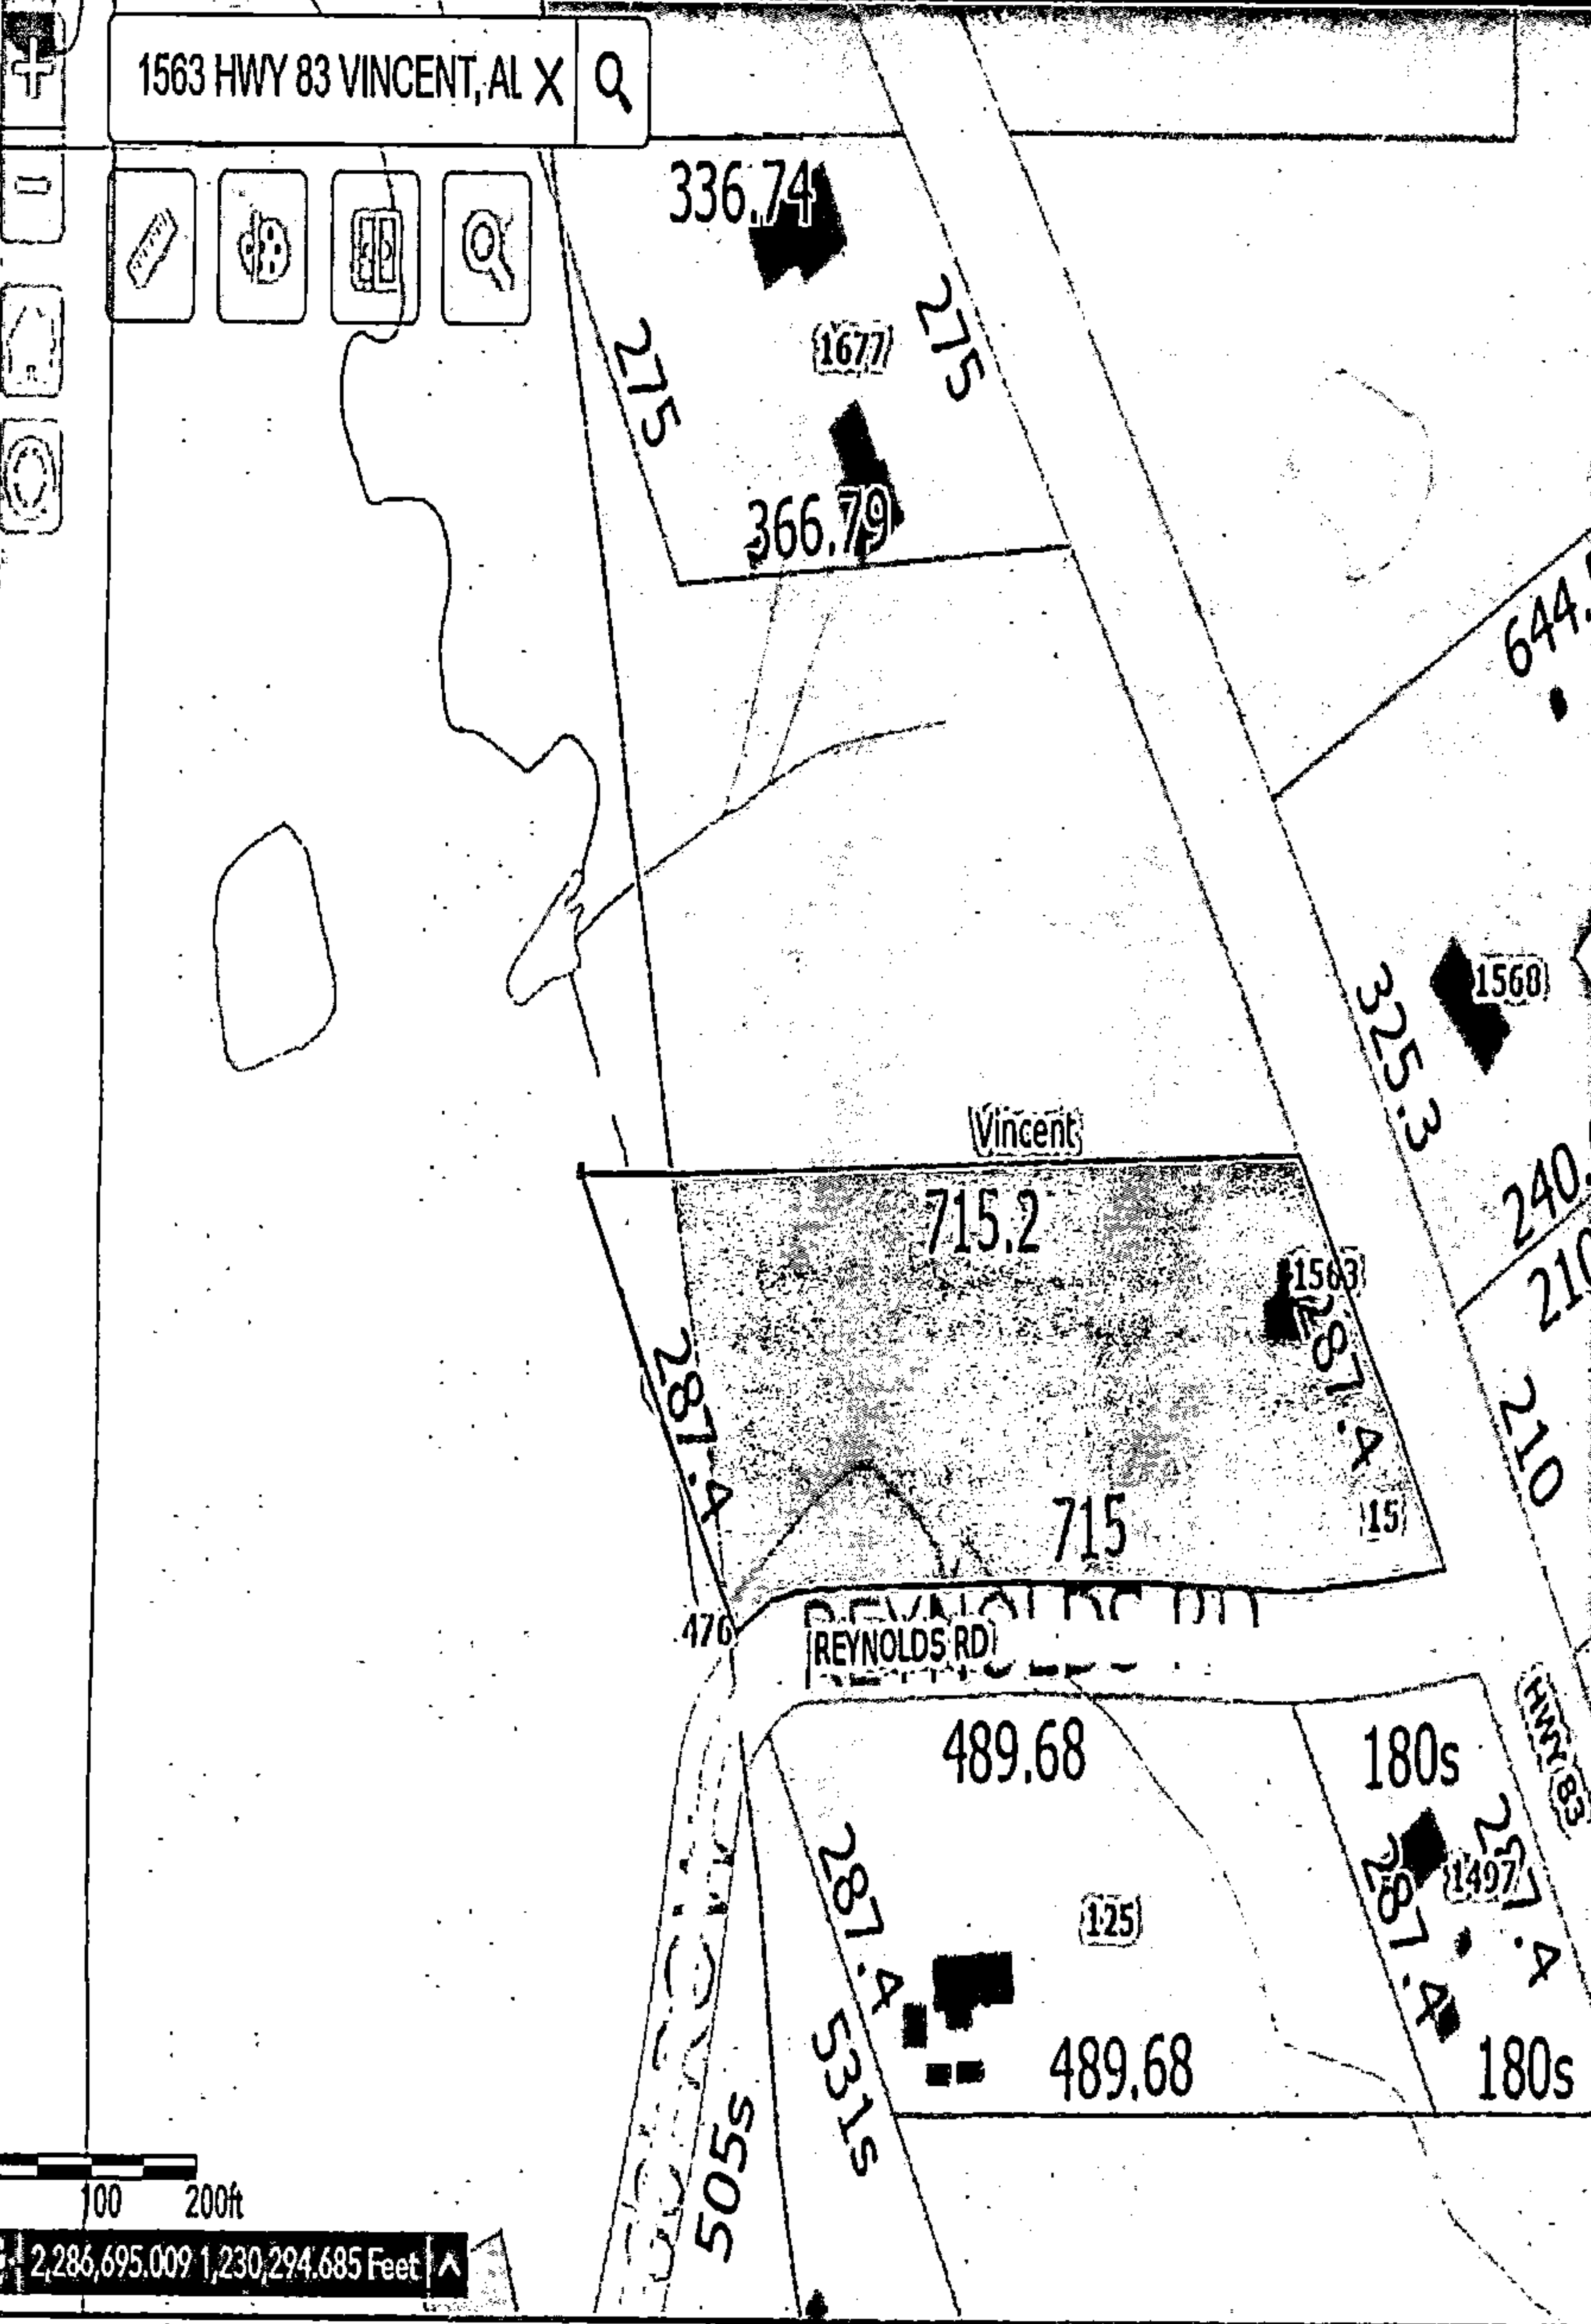 1563 HWY 83 VINCENT, AL X
336.74
275
1677
275
366.79
644.
1568
325.3
Vincent
240.
715.2
210
1563
287.4
287.4
210
715
15
476
REYNOLDS RD
REYNOLDS RD
489.68
180s
HWY 83
287.4
125
287.4
1497
287.4
531s
489.68
180s
505s
100 200ft
2,286,695.009 1,230,294.685 Feet